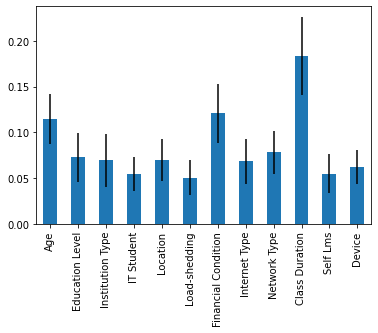 0.20
0.15
0.10
0.05
0.00
Age
Education Level
Institution Type
IT Student
Location
Load-shedding
Financial Condition
Internet Type
Network Type
Class Duration
Self Lms
Device